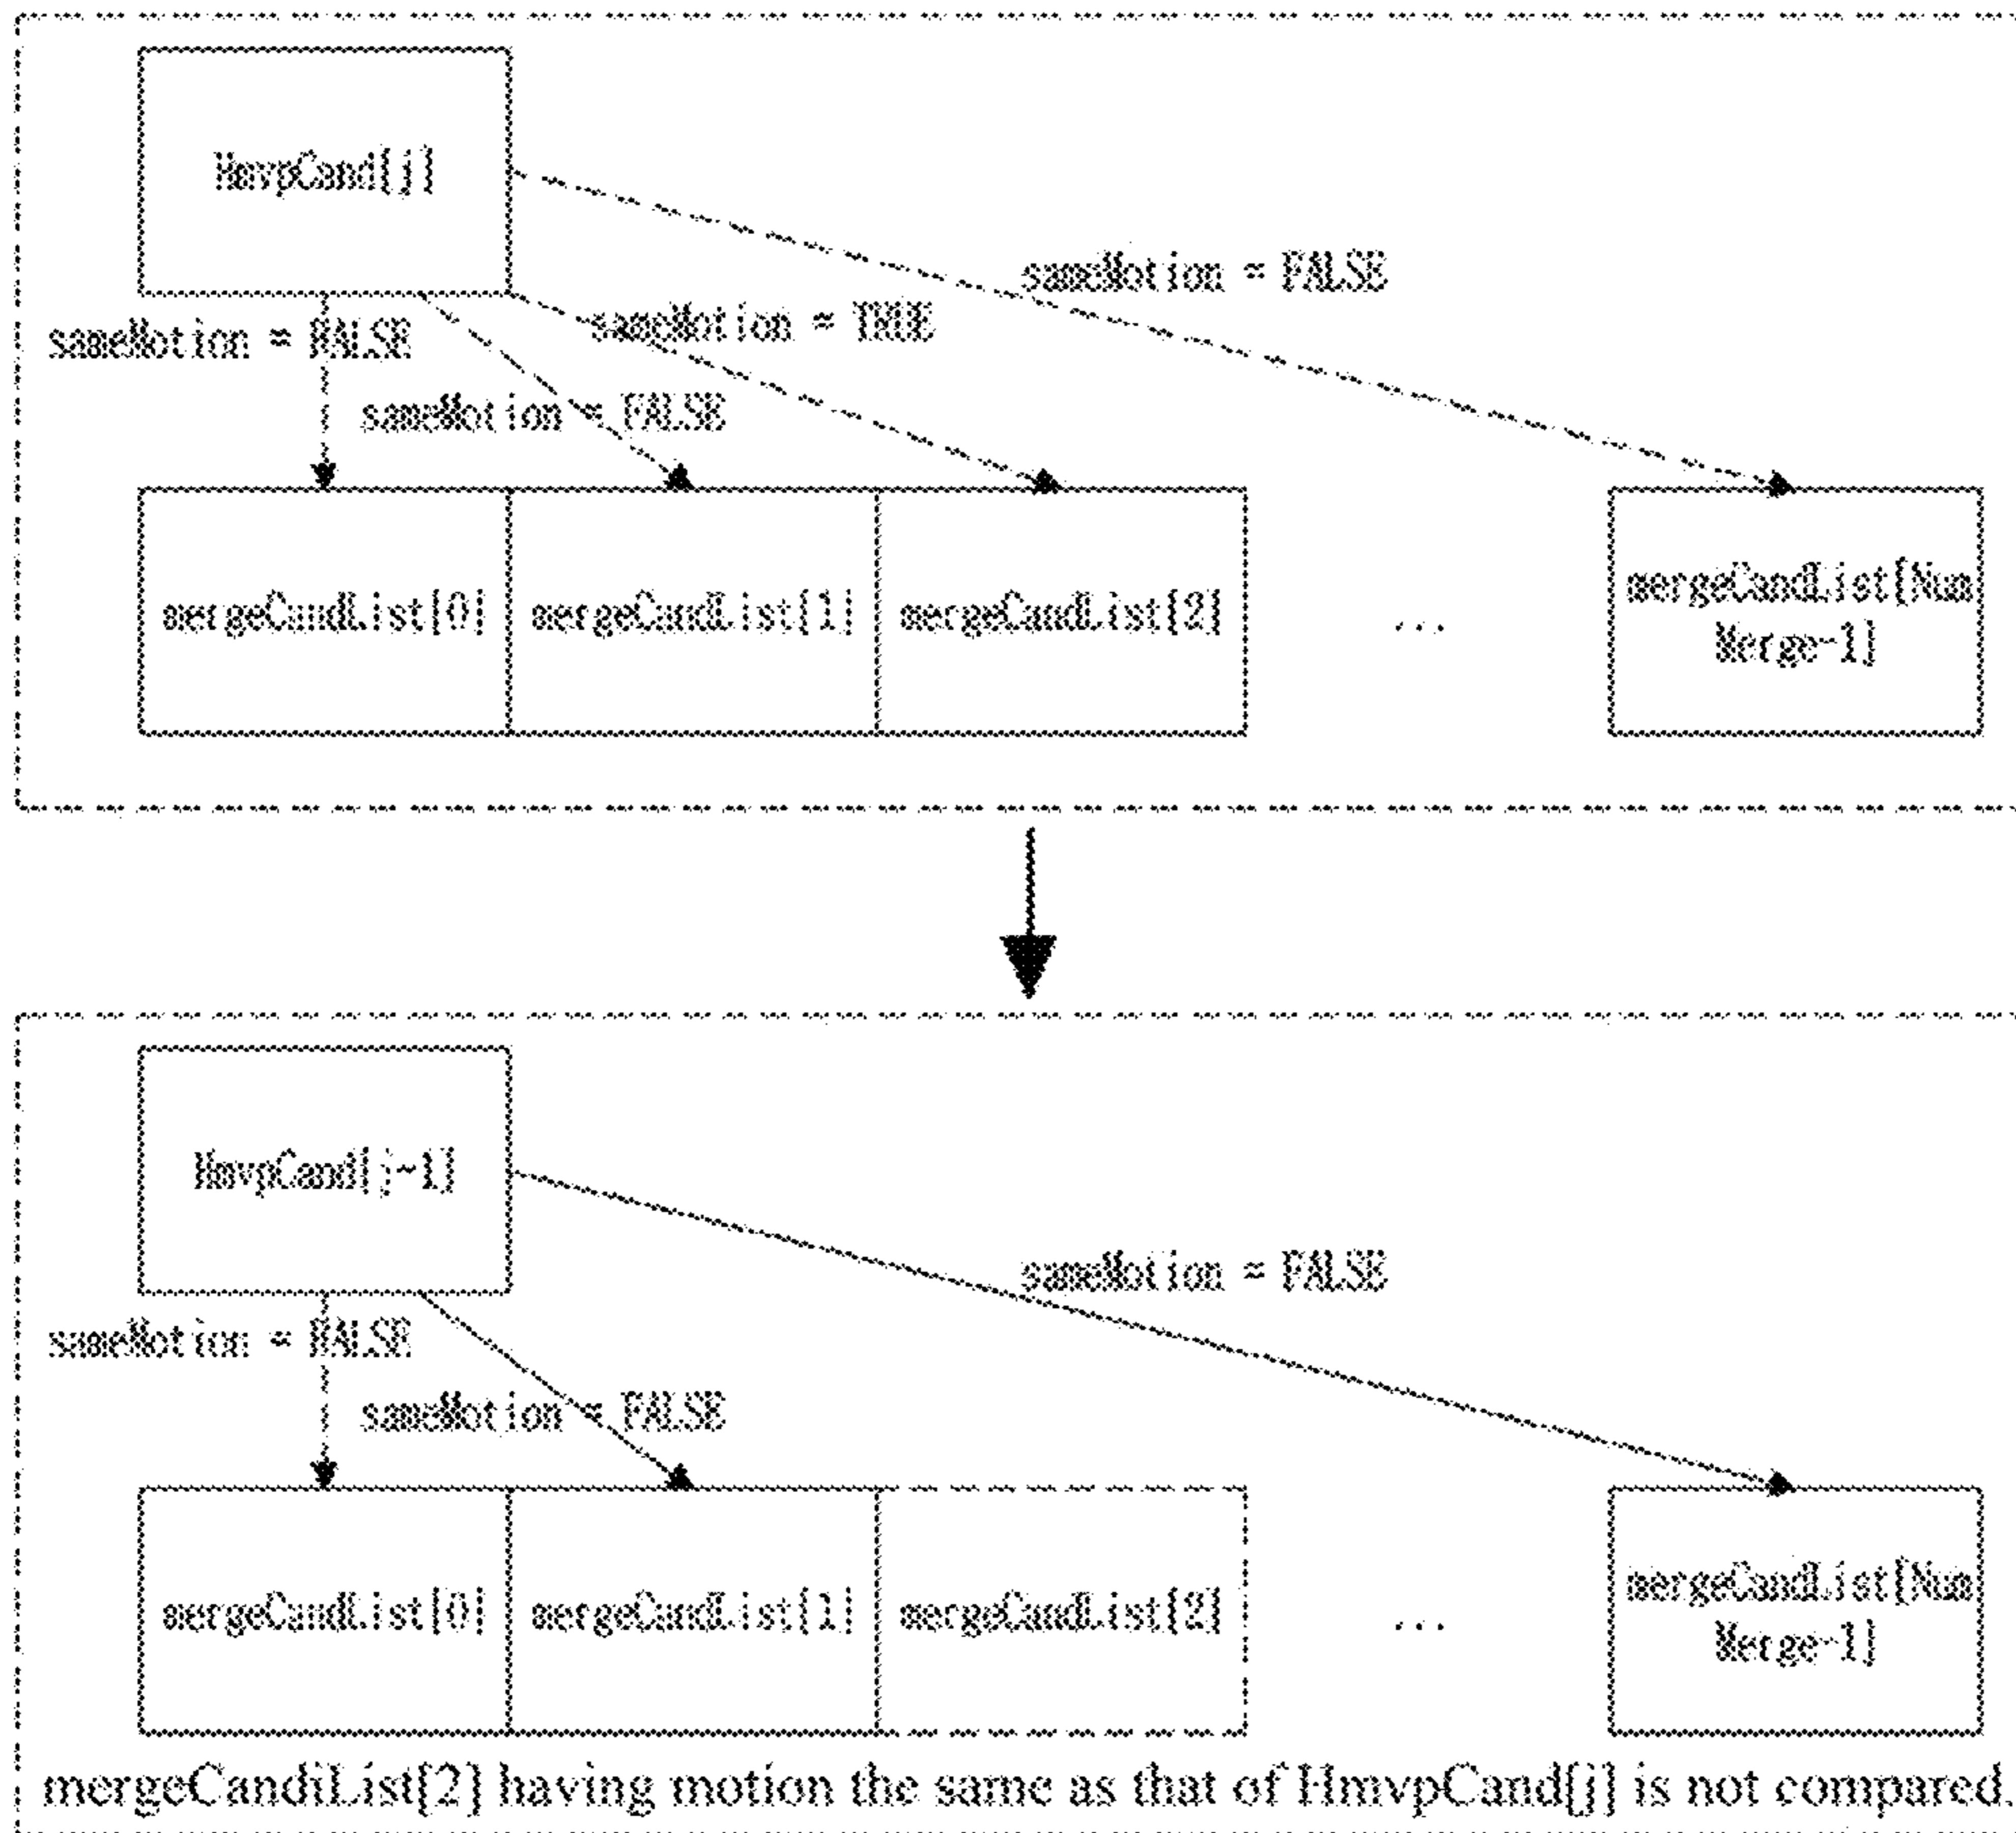 HmvpCand[j]
sameMotion = FALSE
sameMotion = TRUE
sameMotion = FALSE
sameMotion = FALSE
mergeCandList[0]
mergeCandList[1]
mergeCandList[2]
...
mergeCandList[Num
Merge-1]
HmvpCand[j-1]
sameMotion = FALSE
sameMotion = FALSE
sameMotion = FALSE
mergeCandList[0]
mergeCandList[1]
mergeCandList[2]
...
mergeCandList[Num
Merge-1]
mergeCandiList[2] having motion the same as that of HmvpCand[j] is not compared.